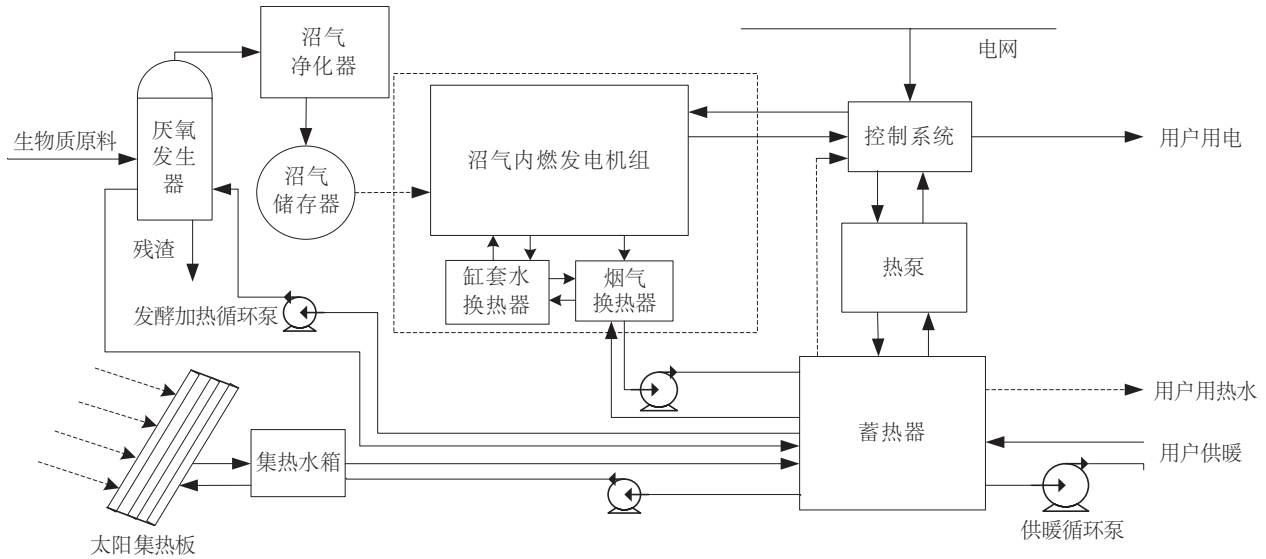 沼气
净化器
电网
生物质原料
厌氧
发生
器
沼气
储存器
沼气内燃发电机组
控制系统
用户用电
残渣
缸套水
换热器
烟气
换热器
热泵
发酵加热循环泵
用户用热水
蓄热器
集热水箱
用户供暖
供暖循环泵
太阳集热板